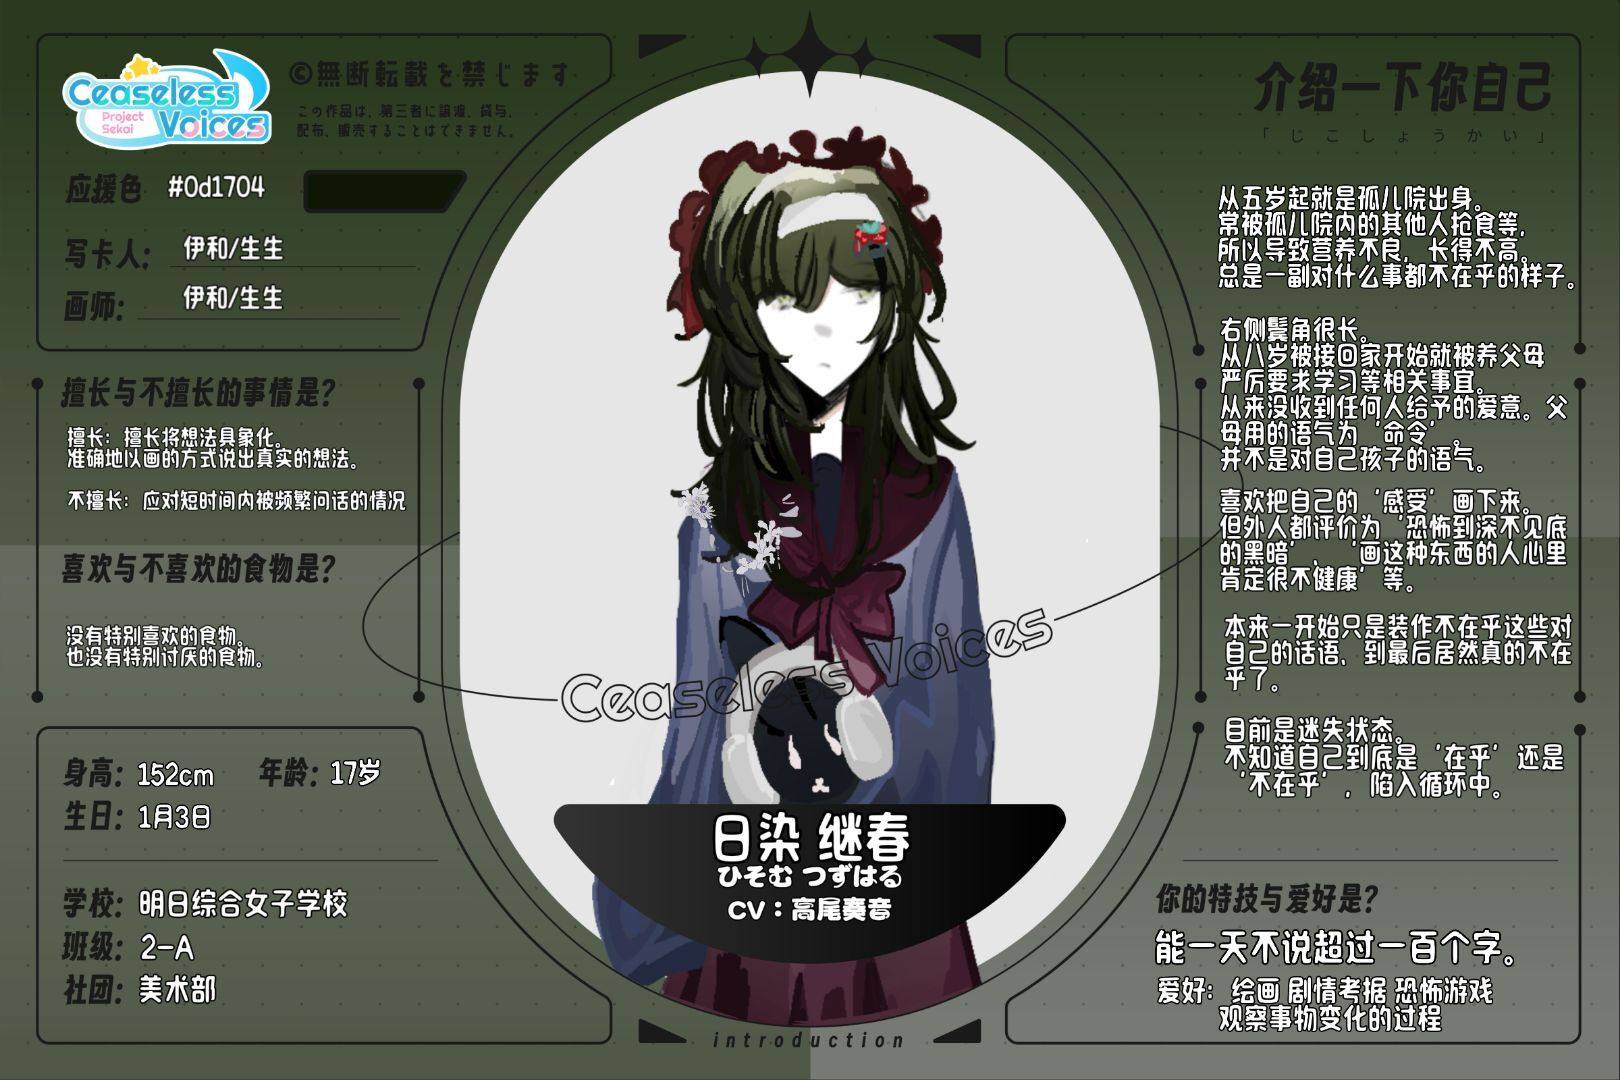 Ceaseless
Project
Sekai
Voices
©無断転載を禁じます
この作品は、第三者に譲渡、貸与、
配布、販売することはできません。
应援色 #0d1704
写卡人: 伊和/生生
画师: 伊和/生生
擅长与不擅长的事情是?
擅长：擅长将想法具象化。
准确地以画的方式说出真实的想法。
不擅长：应对短时间内被频繁问话的情况
喜欢与不喜欢的食物是?
没有特别喜欢的食物。
也没有特别讨厌的食物。
身高: 152cm 年龄: 17岁
生日: 1月3日
学校: 明日综合女子学校
班级: 2-A
社团: 美术部
Ceaseless Voices
日染 继春
ひそむ つずはる
CV：高尾奏音
introduction
介绍一下你自己
「じこしょうかい」
从五岁起就是孤儿院出身。
常被孤儿院内的其他人抢食等，
所以导致营养不良，长得不高。
总是一副对什么事都不在乎的样子。
右侧鬓角很长。
从八岁被接回家开始就被养父母
严厉要求学习等相关事宜。
从来没收到任何人给予的爱意。父
母用的语气为‘命令’。
并不是对自己孩子的语气。
喜欢把自己的‘感受’画下来。
但外人都评价为‘恐怖到深不见底
的黑暗’，‘画这种东西的人心里
肯定很不健康’等。
本来一开始只是装作不在乎这些对
自己的话语，到最后居然真的不在
乎了。
目前是迷失状态。
不知道自己到底是‘在乎’还是
‘不在乎’，陷入循环中。
你的特技与爱好是?
能一天不说超过一百个字。
爱好：绘画 剧情考据 恐怖游戏
观察事物变化的过程